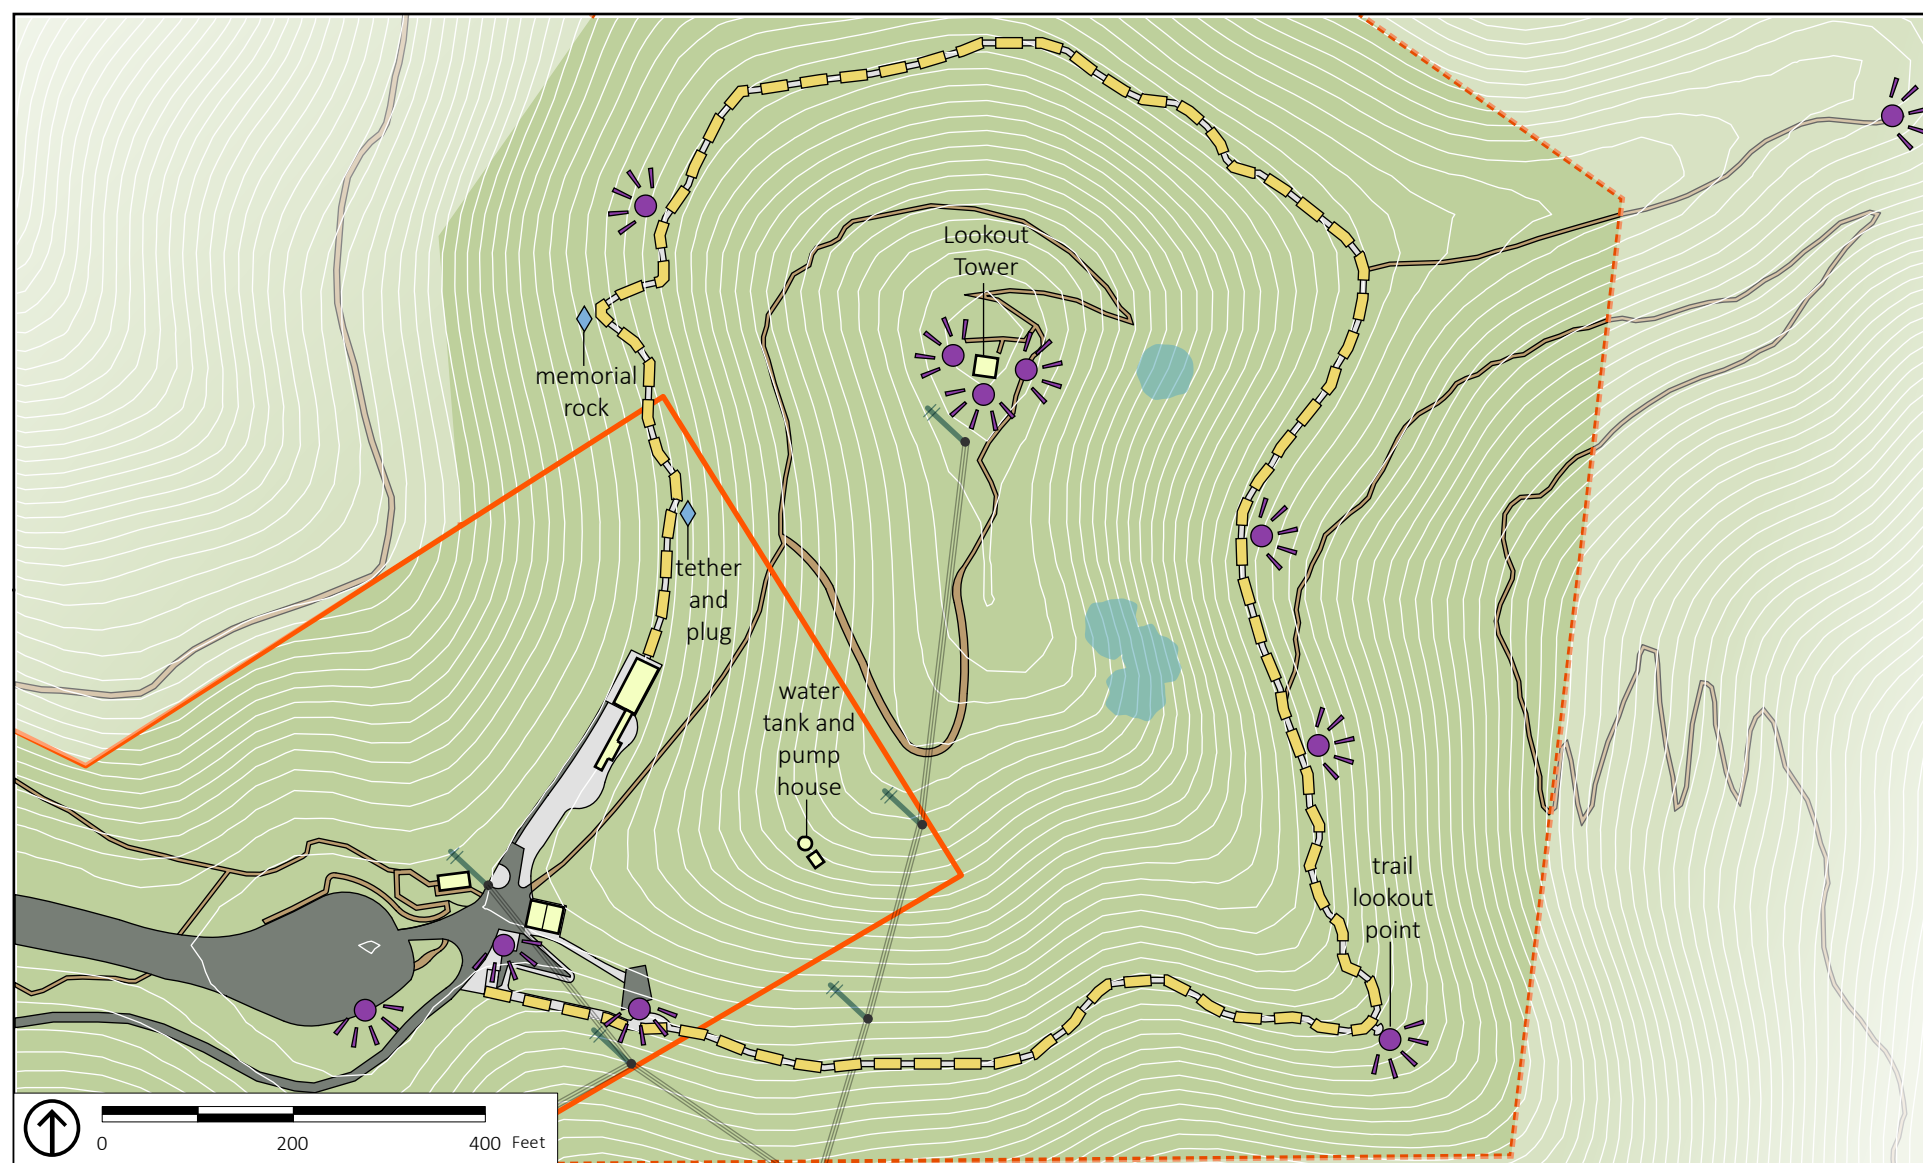 Lookout
Tower
memorial
rock
tether
and
plug
water
tank and
pump
house
trail
lookout
point
0 200 400 Feet